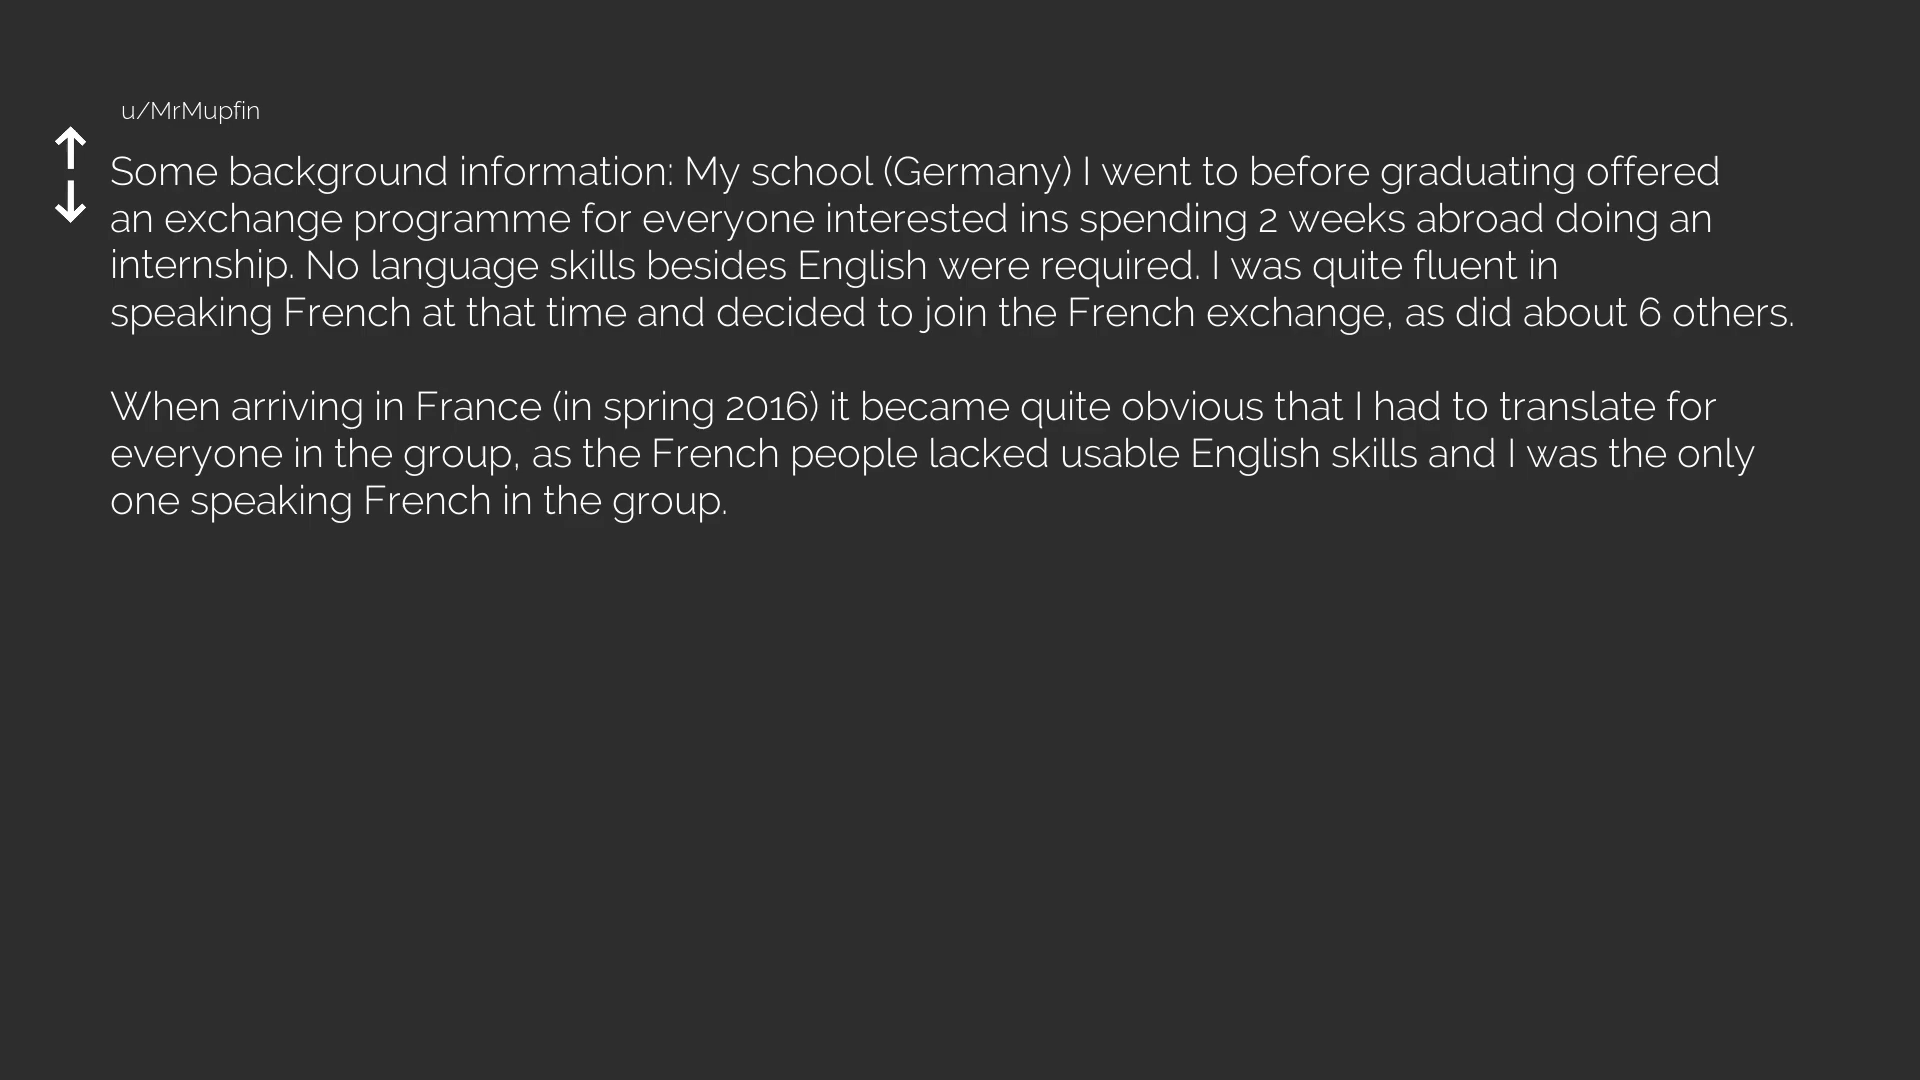 u/MrMupfin
Some background information: My school (Germany) I went to before graduating offered
an exchange programme for everyone interested ins spending 2 weeks abroad doing an
internship. No language skills besides English were required. I was quite fluent in
speaking French at that time and decided to join the French exchange, as did about 6 others.
When arriving in France (in spring 2016) it became quite obvious that I had to translate for
everyone in the group, as the French people lacked usable English skills and I was the only
one speaking French in the group.